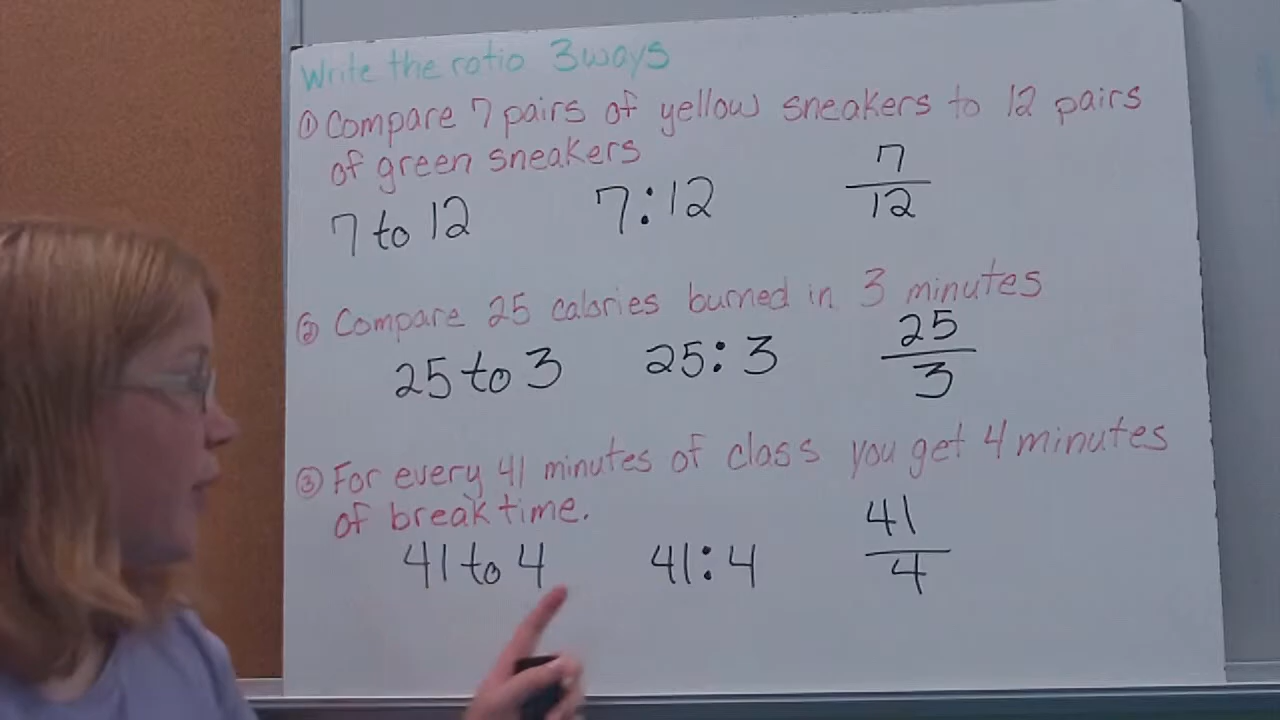 Write the ratio 3 ways
① Compare 7 pairs of yellow sneakers to 12 pairs
of green sneakers
7 to 12 7:12 7/12
② Compare 25 calories burned in 3 minutes
25 to 3 25:3 25/3
③ For every 41 minutes of class you get 4 minutes
of break time.
41 to 4 41:4 41/4